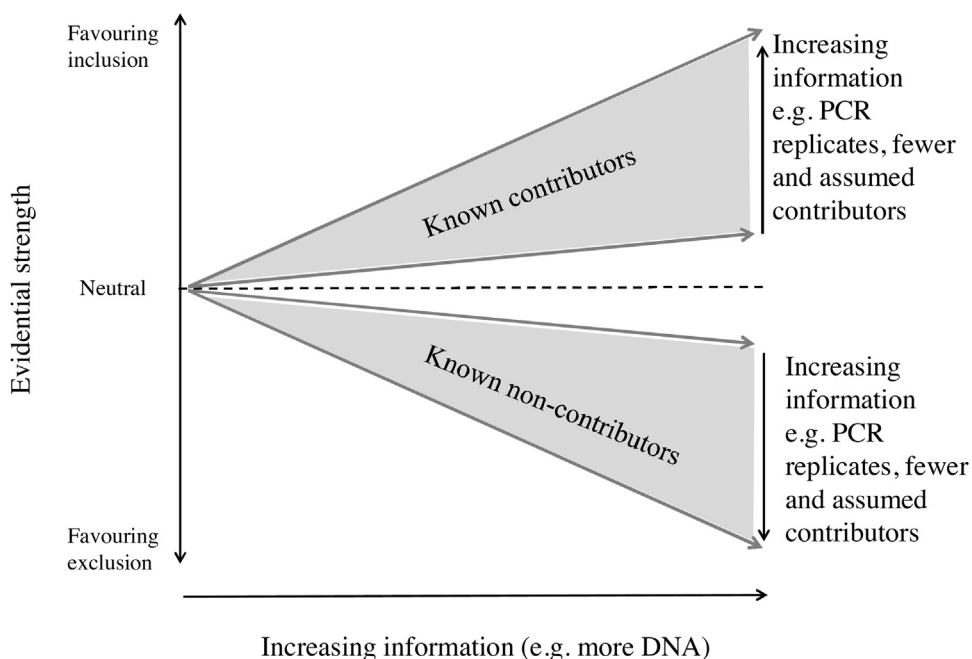 Favouring
inclusion
Increasing
information
e.g. PCR
replicates, fewer
and assumed
contributors
Known contributors
Evidential strength
Neutral
Known non-contributors
Increasing
information
e.g. PCR
replicates, fewer
and assumed
contributors
Favouring
exclusion
Increasing information (e.g. more DNA)